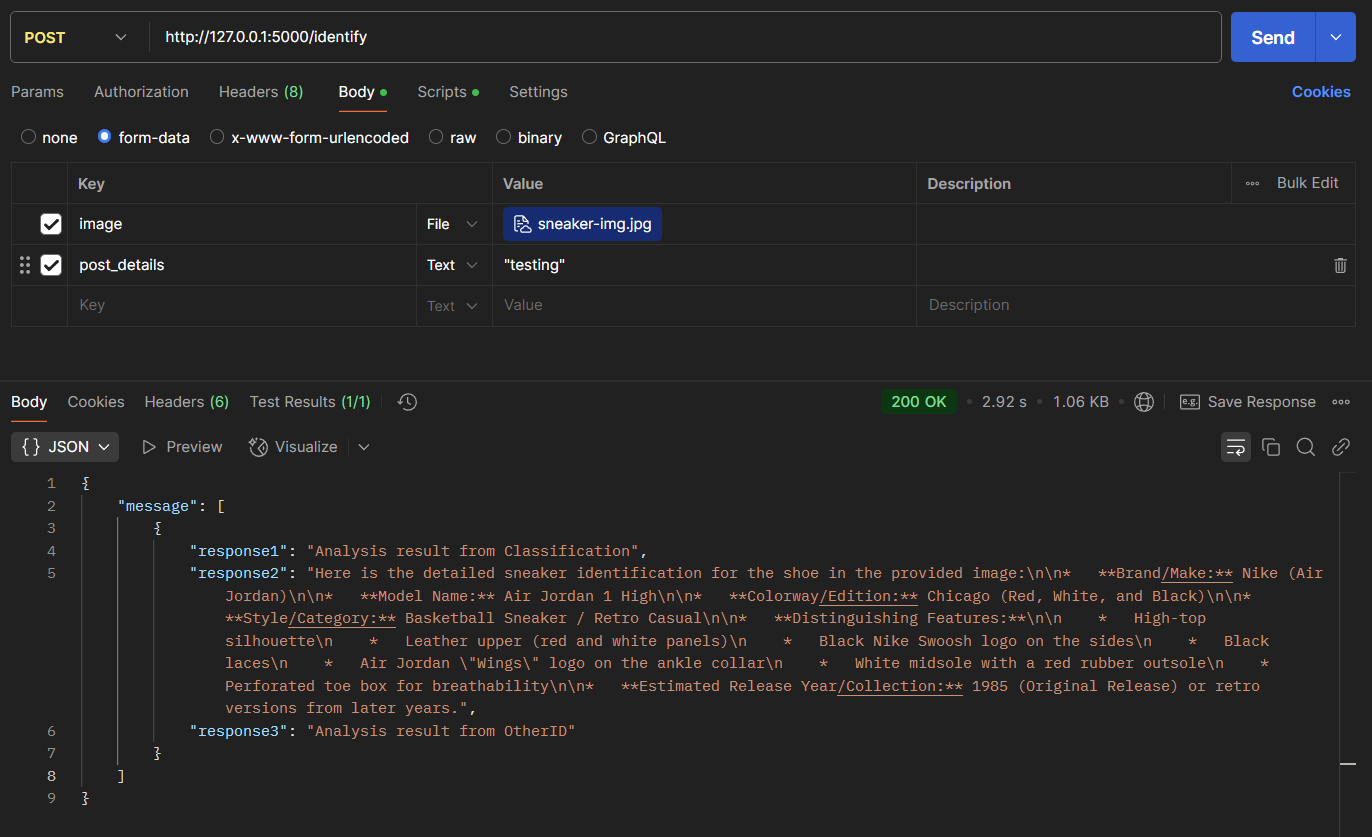 POST http://127.0.0.1:5000/identify Send
Params Authorization Headers (8) Body Scripts Settings Cookies
none form-data x-www-form-urlencoded raw binary GraphQL
Key Value Description Bulk Edit
image File sneaker-img.jpg
post_details Text "testing"
Key Text Value Description
Body Cookies Headers (6) Test Results (1/1) 200 OK 2.92 s 1.06 KB e.g. Save Response
{} JSON Preview Visualize
1 {
2 "message": [
3 {
4 "response1": "Analysis result from Classification",
5 "response2": "Here is the detailed sneaker identification for the shoe in the provided image:\n\n*   **Brand/Make:** Nike (Air
Jordan)\n\n*   **Model Name:** Air Jordan 1 High\n\n*   **Colorway/Edition:** Chicago (Red, White, and Black)\n\n*
**Style/Category:** Basketball Sneaker / Retro Casual\n\n*   **Distinguishing Features:**\n\n    *   High-top
silhouette\n    *   Leather upper (red and white panels)\n    *   Black Nike Swoosh logo on the sides\n    *   Black
laces\n    *   Air Jordan \"Wings\" logo on the ankle collar\n    *   White midsole with a red rubber outsole\n    *
Perforated toe box for breathability\n\n*   **Estimated Release Year/Collection:** 1985 (Original Release) or retro
versions from later years.",
6 "response3": "Analysis result from OtherID"
7 }
8 ]
9 }